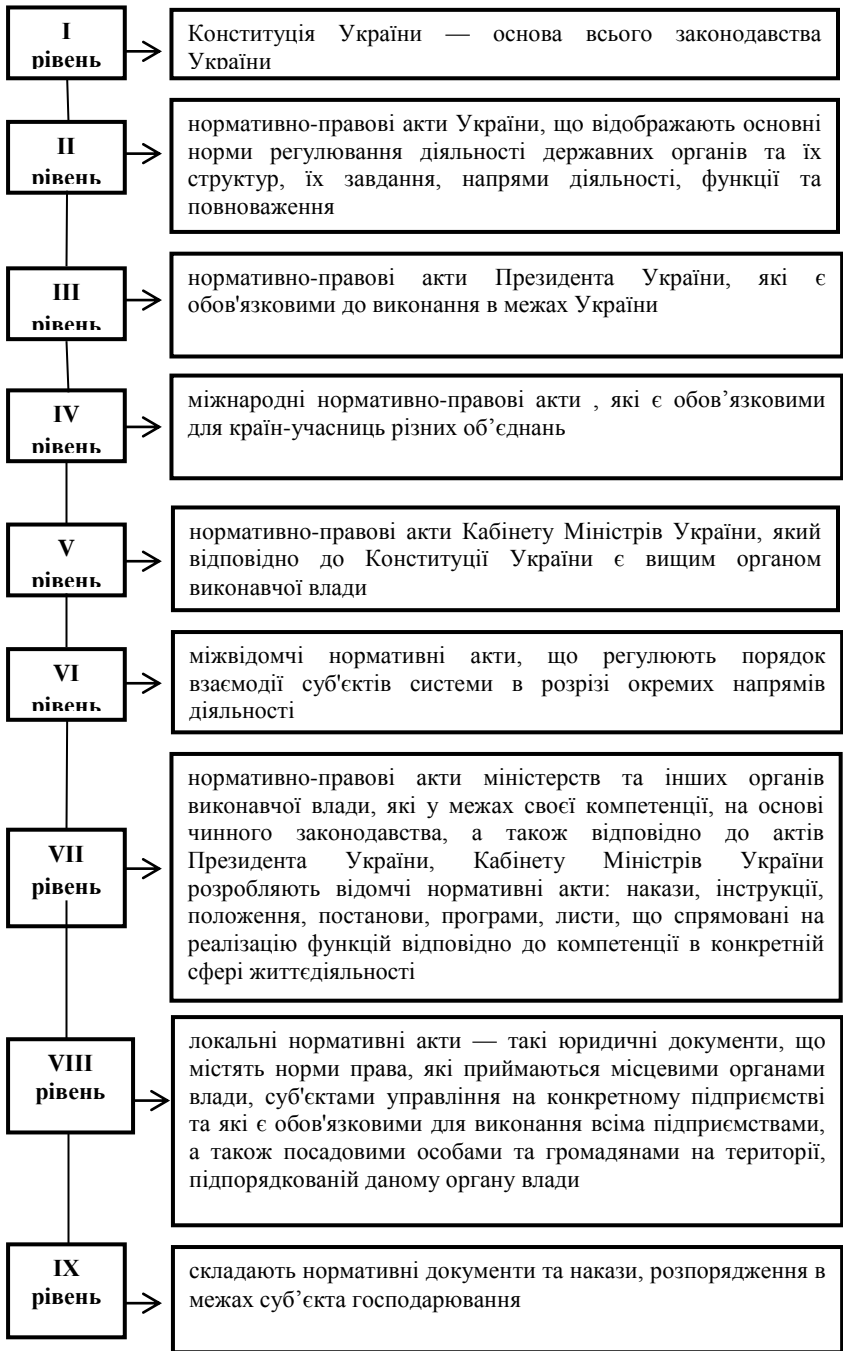 I
рівень
Конституція України — основа всього законодавства
України
II
рівень
нормативно-правові акти України, що відображають основні
норми регулювання діяльності державних органів та їх
структур, їх завдання, напрями діяльності, функції та
повноваження
III
рівень
нормативно-правові акти Президента України, які є
обов'язковими до виконання в межах України
IV
рівень
міжнародні нормативно-правові акти , які є обов’язковими
для країн-учасниць різних об’єднань
V
рівень
нормативно-правові акти Кабінету Міністрів України, який
відповідно до Конституції України є вищим органом
виконавчої влади
VI
рівень
міжвідомчі нормативні акти, що регулюють порядок
взаємодії суб'єктів системи в розрізі окремих напрямів
діяльності
VII
рівень
нормативно-правові акти міністерств та інших органів
виконавчої влади, які у межах своєї компетенції, на основі
чинного законодавства, а також відповідно до актів
Президента України, Кабінету Міністрів України
розробляють відомчі нормативні акти: накази, інструкції,
положення, постанови, програми, листи, що спрямовані на
реалізацію функцій відповідно до компетенції в конкретній
сфері життєдіяльності
VIII
рівень
локальні нормативні акти — такі юридичні документи, що
містять норми права, які приймаються місцевими органами
влади, суб'єктами управління на конкретному підприємстві
та які є обов'язковими для виконання всіма підприємствами,
а також посадовими особами та громадянами на території,
підпорядкованій даному органу влади
IX
рівень
складають нормативні документи та накази, розпорядження в
межах суб’єкта господарювання